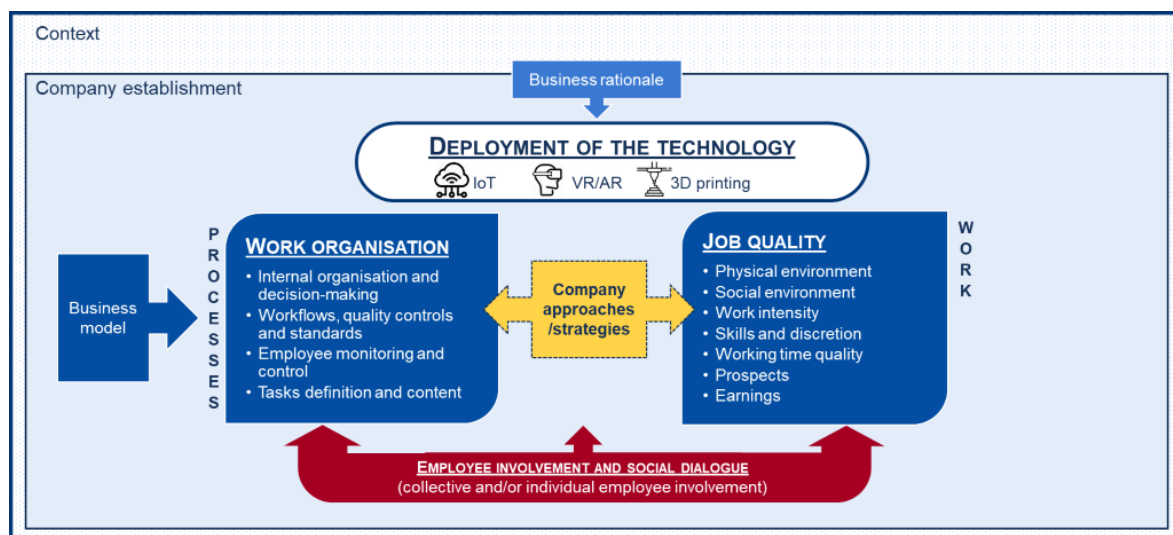 Context
Company establishment
Business rationale
DEPLOYMENT OF THE TECHNOLOGY
IoT
VR/AR
3D printing
Business
model
PROCESSES
WORK ORGANISATION
• Internal organisation and
decision-making
• Workflows, quality controls
and standards
• Employee monitoring and
control
• Tasks definition and content
Company
approaches
/strategies
JOB QUALITY
• Physical environment
• Social environment
• Work intensity
• Skills and discretion
• Working time quality
• Prospects
• Earnings
WORK
EMPLOYEE INVOLVEMENT AND SOCIAL DIALOGUE
(collective and/or individual employee involvement)